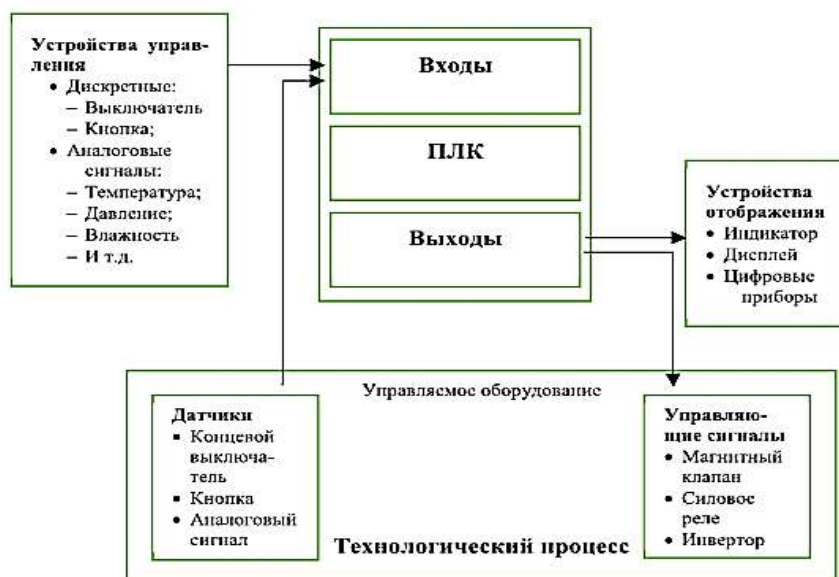 Устройства управ-
ления
• Дискретные:
– Выключатель
– Кнопка;
• Аналоговые
сигналы:
– Температура;
– Давление;
– Влажность
– И т.д.
Входы
ПЛК
Выходы
Устройства
отображения
• Индикатор
• Дисплей
• Цифровые
приборы
Управляемое оборудование
Датчики
▪ Концевой
выключа-
тель
▪ Кнопка
• Аналоговый
сигнал
Управляю-
щие сигналы
• Магнитный
клапан
• Силовое
реле
• Инвертор
Технологический процесс